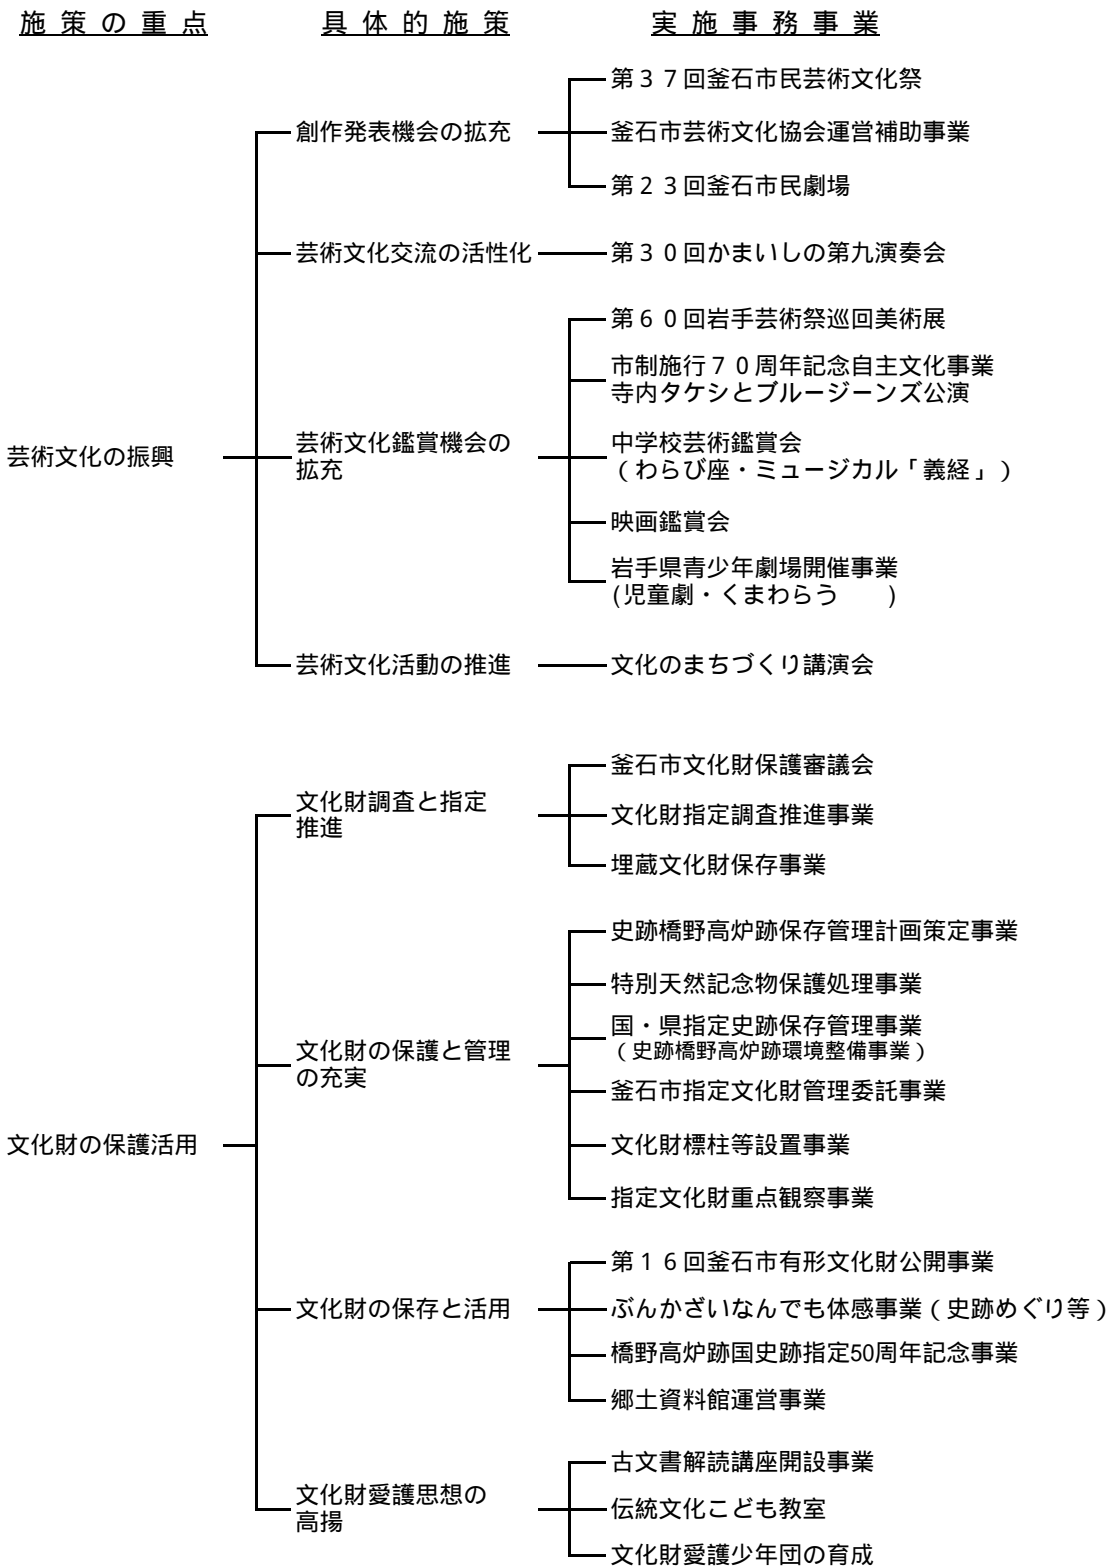 施策の重点 具体的施策 実施事務事業
芸術文化の振興
創作発表機会の拡充
第37回釜石市民芸術文化祭
釜石市芸術文化協会運営補助事業
第23回釜石市民劇場
芸術文化交流の活性化
第30回かまいしの第九演奏会
芸術文化鑑賞機会の
拡充
第60回岩手芸術祭巡回美術展
市制施行70周年記念自主文化事業
寺内タケシとブルージーンズ公演
中学校芸術鑑賞会
(わらび座・ミュージカル「義経」)
映画鑑賞会
岩手県青少年劇場開催事業
(児童劇・くまわらう　　)
芸術文化活動の推進
文化のまちづくり講演会
文化財の保護活用
文化財調査と指定
推進
釜石市文化財保護審議会
文化財指定調査推進事業
埋蔵文化財保存事業
文化財の保護と管理
の充実
史跡橋野高炉跡保存管理計画策定事業
特別天然記念物保護処理事業
国・県指定史跡保存管理事業
(史跡橋野高炉跡環境整備事業)
釜石市指定文化財管理委託事業
文化財標柱等設置事業
指定文化財重点観察事業
文化財の保存と活用
第16回釜石市有形文化財公開事業
ぶんかざいなんでも体感事業(史跡めぐり等)
橋野高炉跡国史跡指定50周年記念事業
郷土資料館運営事業
文化財愛護思想の
高揚
古文書解読講座開設事業
伝統文化こども教室
文化財愛護少年団の育成